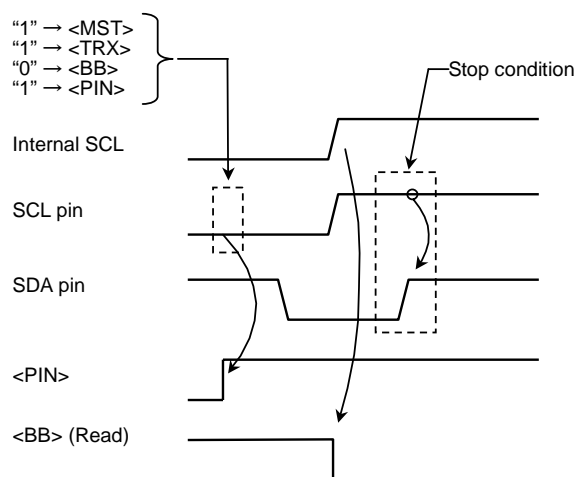 “1” → <MST>
“1” → <TRX>
“0” → <BB>
“1” → <PIN>
Stop condition
Internal SCL
SCL pin
SDA pin
<PIN>
<BB> (Read)